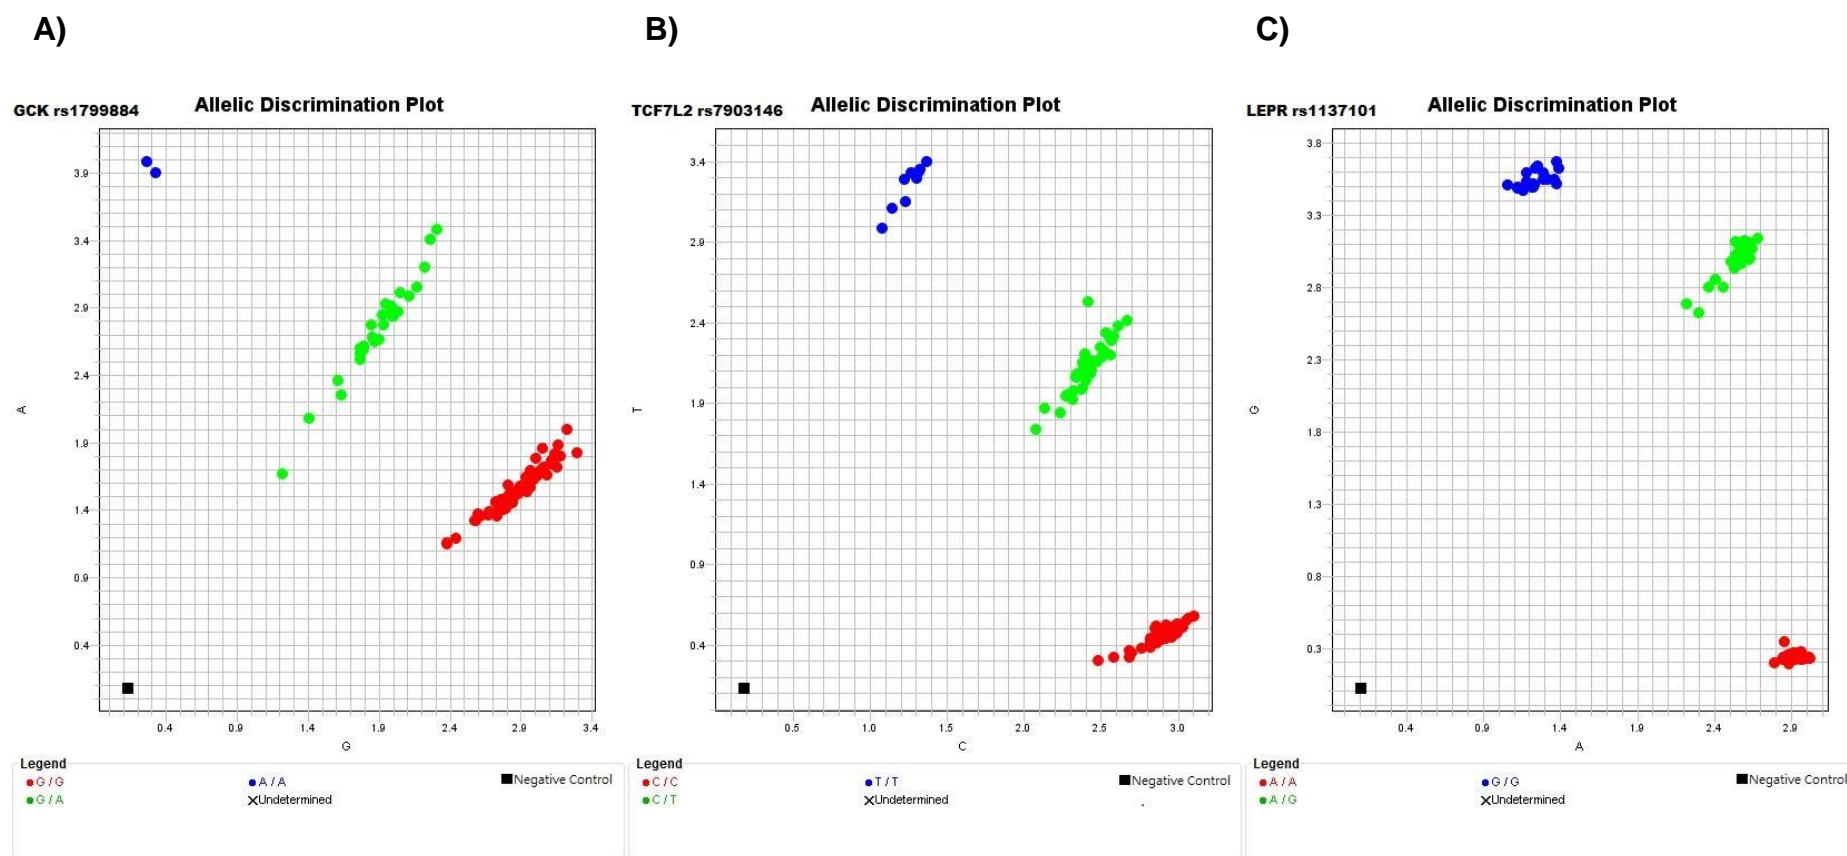 A)
B)
C)
GCK rs1799884
Allelic Discrimination Plot
3.9
3.4
2.9
2.4
1.9
1.4
0.9
0.4
A
0.4 0.9 1.4 1.9 2.4 2.9 3.4
G
Legend
G / G
A / A
Negative Control
G / A
Undetermined
TCF7L2 rs7903146
Allelic Discrimination Plot
3.4
2.9
2.4
1.9
1.4
0.9
0.4
T
0.5 1.0 1.5 2.0 2.5 3.0
C
Legend
C / C
T / T
Negative Control
C / T
Undetermined
LEPR rs1137101
Allelic Discrimination Plot
3.8
3.3
2.8
2.3
1.8
1.3
0.8
0.3
G
0.4 0.9 1.4 1.9 2.4 2.9
A
Legend
A / A
G / G
Negative Control
A / G
Undetermined